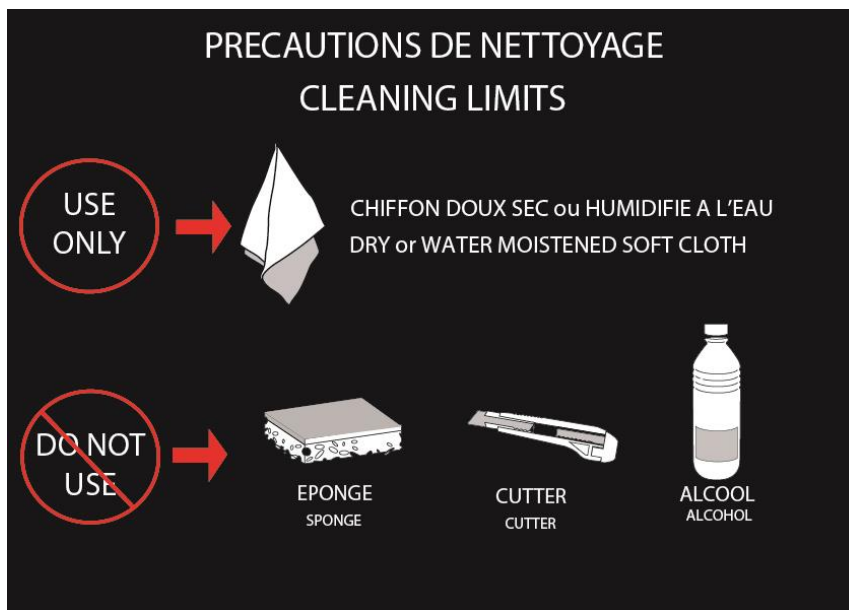 PRECAUTIONS DE NETTOYAGE
CLEANING LIMITS
USE
ONLY
CHIFFON DOUX SEC ou HUMIDIFIE A L'EAU
DRY or WATER MOISTENED SOFT CLOTH
DO NOT
USE
EPONGE
SPONGE
CUTTER
CUTTER
ALCOOL
ALCOHOL